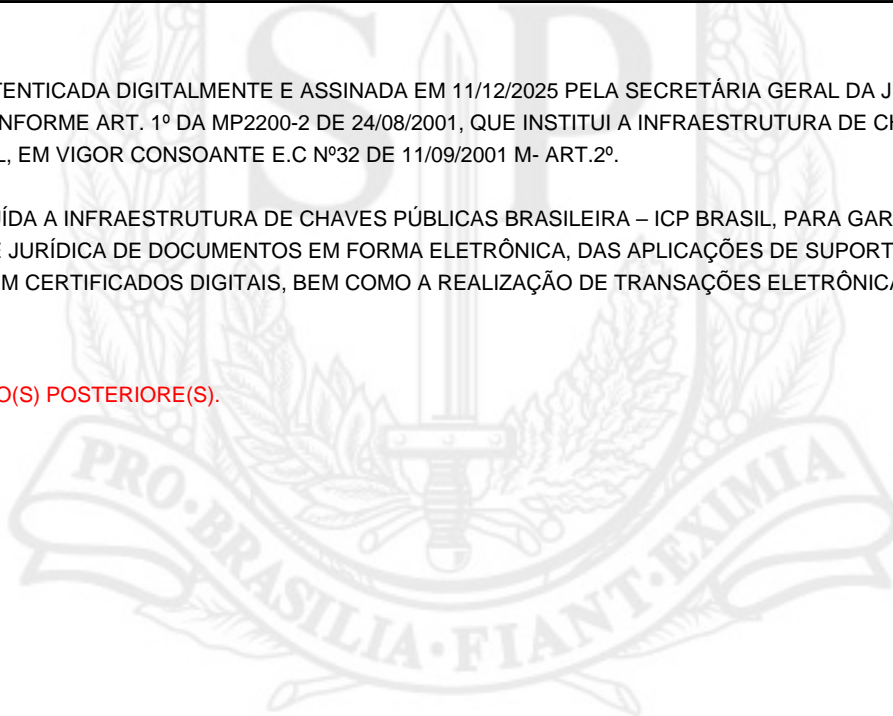 TENTICADA DIGITALMENTE E ASSINADA EM 11/12/2025 PELA SECRETÁRIA GERAL DA J
NFORME ART. 1º DA MP2200-2 DE 24/08/2001, QUE INSTITUI A INFRAESTRUTURA DE CH
L, EM VIGOR CONSOANTE E.C Nº32 DE 11/09/2001 M- ART.2º.
UÍDA A INFRAESTRUTURA DE CHAVES PÚBLICAS BRASILEIRA – ICP BRASIL, PARA GAR
E JURÍDICA DE DOCUMENTOS EM FORMA ELETRÔNICA, DAS APLICAÇÕES DE SUPORT
M CERTIFICADOS DIGITAIS, BEM COMO A REALIZAÇÃO DE TRANSAÇÕES ELETRÔNICA
O(S) POSTERIORE(S).
SP
PRO·BRASILIA·FIANT·EXIMIA